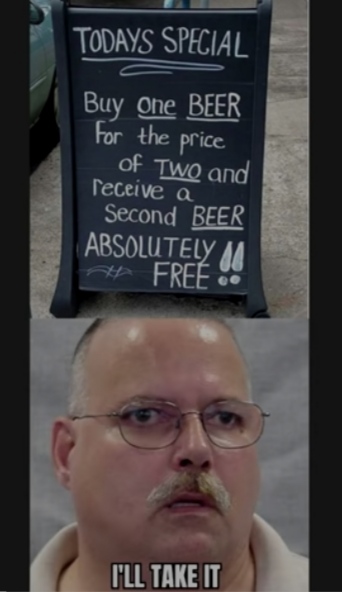 TODAYS SPECIAL
Buy one BEER
For the price
of TWO and
receive a
Second BEER
ABSOLUTELY
FREE!!
I'LL TAKE IT